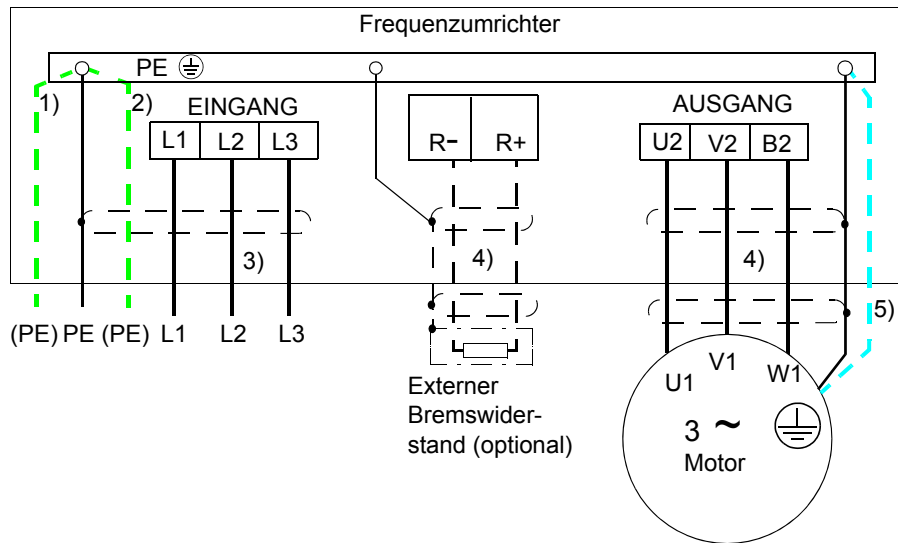 Frequenzumrichter
PE
1)
2)
EINGANG
AUSGANG
L1 L2 L3
R- R+
U2 V2 B2
3)
4)
4)
(PE) PE (PE) L1 L2 L3
5)
U1 V1 W1
Externer
Bremswider-
stand (optional)
3 ~
Motor